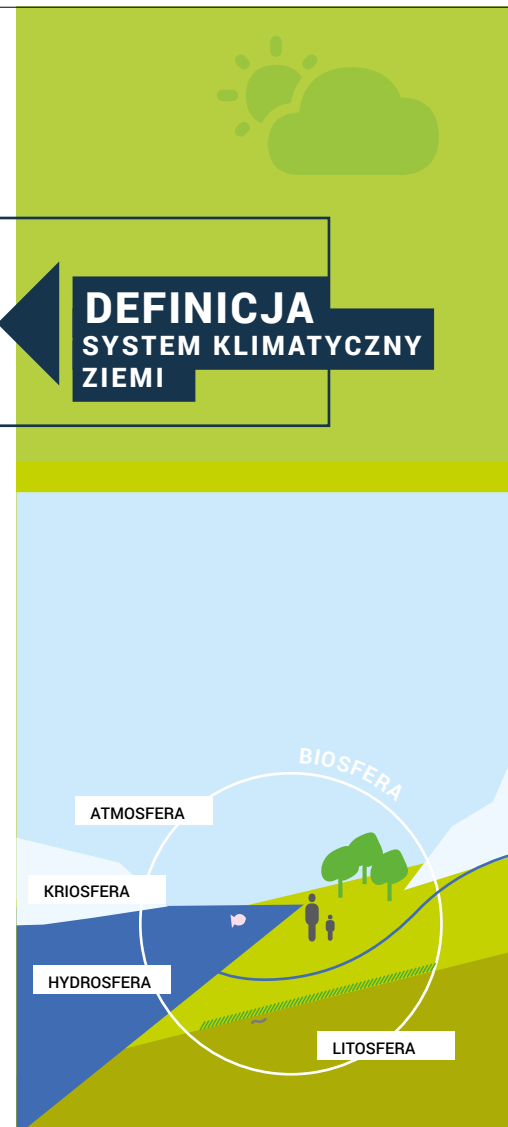 DEFINICJA
SYSTEM KLIMATYCZNY
ZIEMI
BIOSFERA
ATMOSFERA
KRIOSFERA
HYDROSFERA
LITOSFERA